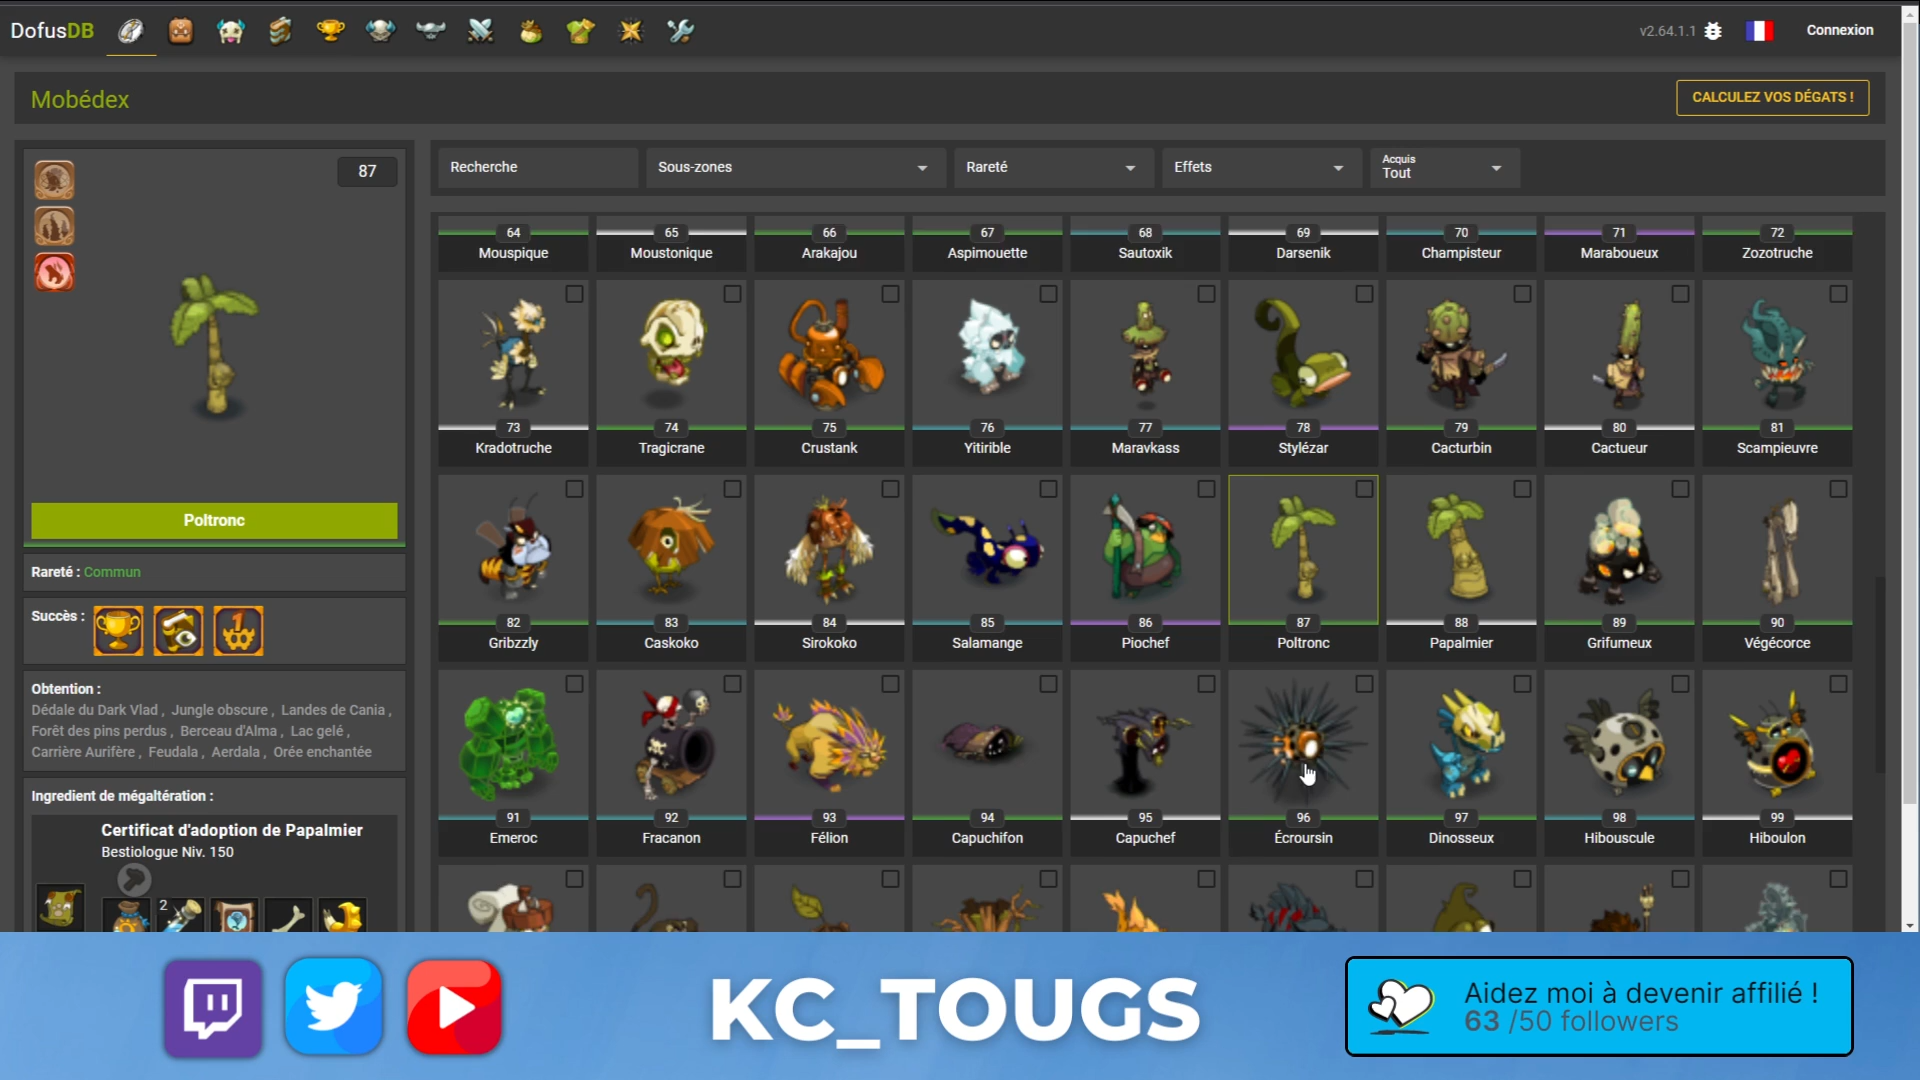 DofusDB
v2.64.1.1
Connexion
Mobédex
CALCULEZ VOS DÉGATS !
87
Poltronc
Rareté : Commun
Succès :
1
Obtention :
Dédale du Dark Vlad , Jungle obscure , Landes de Cania ,
Forêt des pins perdus , Berceau d'Alma , Lac gelé ,
Carrière Aurifère , Feudala , Aerdala , Orée enchantée
Ingredient de mégaltération :
Certificat d'adoption de Papalmier
Bestiologue Niv. 150
2
Recherche
Sous-zones
Rareté
Effets
Acquis
Tout
64 65 66 67 68 69 70 71 72
Mouspique Moustonique Arakajou Aspimouette Sautoxik Darsenik Champisteur Maraboueux Zozotruche
73 74 75 76 77 78 79 80 81
Kradotruche Tragicrane Crustank Yitirible Maravkass Stylézar Cacturbin Cactueur Scampieuvre
82 83 84 85 86 87 88 89 90
Gribzzly Caskoko Sirokoko Salamange Piochef Poltronc Papalmier Grifumeux Végécorce
91 92 93 94 95 96 97 98 99
Emeroc Fracanon Félion Capuchifon Capuchef Écroursin Dinosseux Hibouscule Hiboulon
KC_TOUGS
Aidez moi à devenir affilié !
63 /50 followers